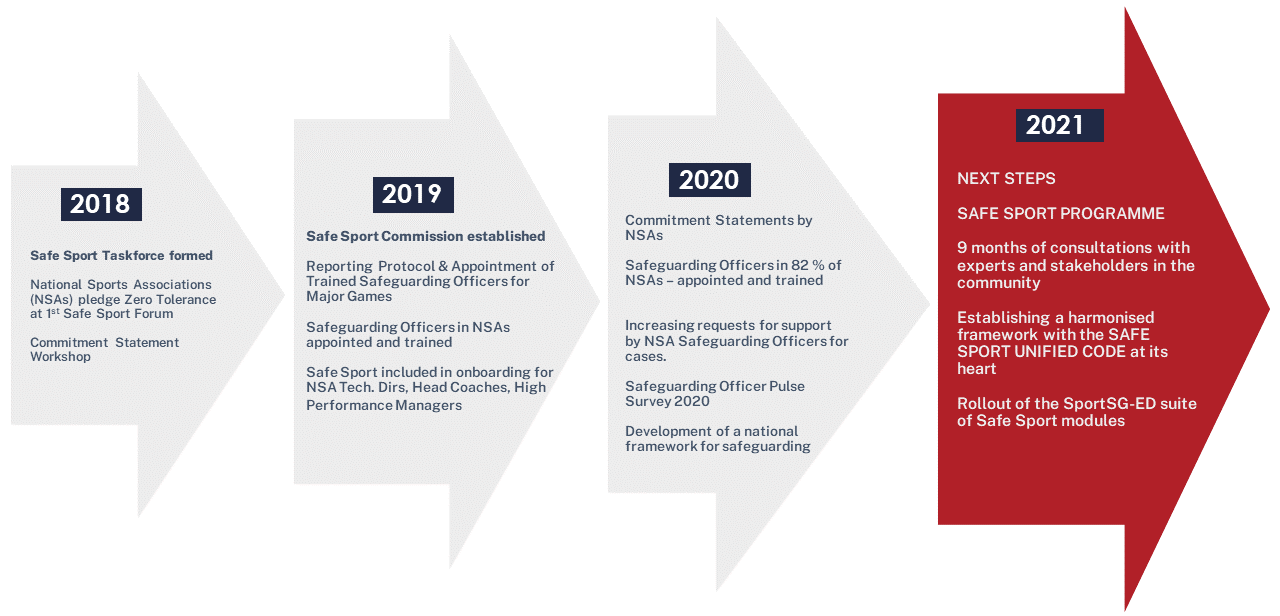 2018
Safe Sport Taskforce formed
National Sports Associations
(NSAs) pledge Zero Tolerance
at 1st Safe Sport Forum
Commitment Statement
Workshop
2019
Safe Sport Commission established
Reporting Protocol & Appointment of
Trained Safeguarding Officers for
Major Games
Safeguarding Officers in NSAs
appointed and trained
Safe Sport included in onboarding for
NSA Tech. Dirs, Head Coaches, High
Performance Managers
2020
Commitment Statements by
NSAs
Safeguarding Officers in 82 % of
NSAs – appointed and trained
Increasing requests for support
by NSA Safeguarding Officers for
cases.
Safeguarding Officer Pulse
Survey 2020
Development of a national
framework for safeguarding
2021
NEXT STEPS
SAFE SPORT PROGRAMME
9 months of consultations with
experts and stakeholders in the
community
Establishing a harmonised
framework with the SAFE
SPORT UNIFIED CODE at its
heart
Rollout of the SportSG-ED suite
of Safe Sport modules